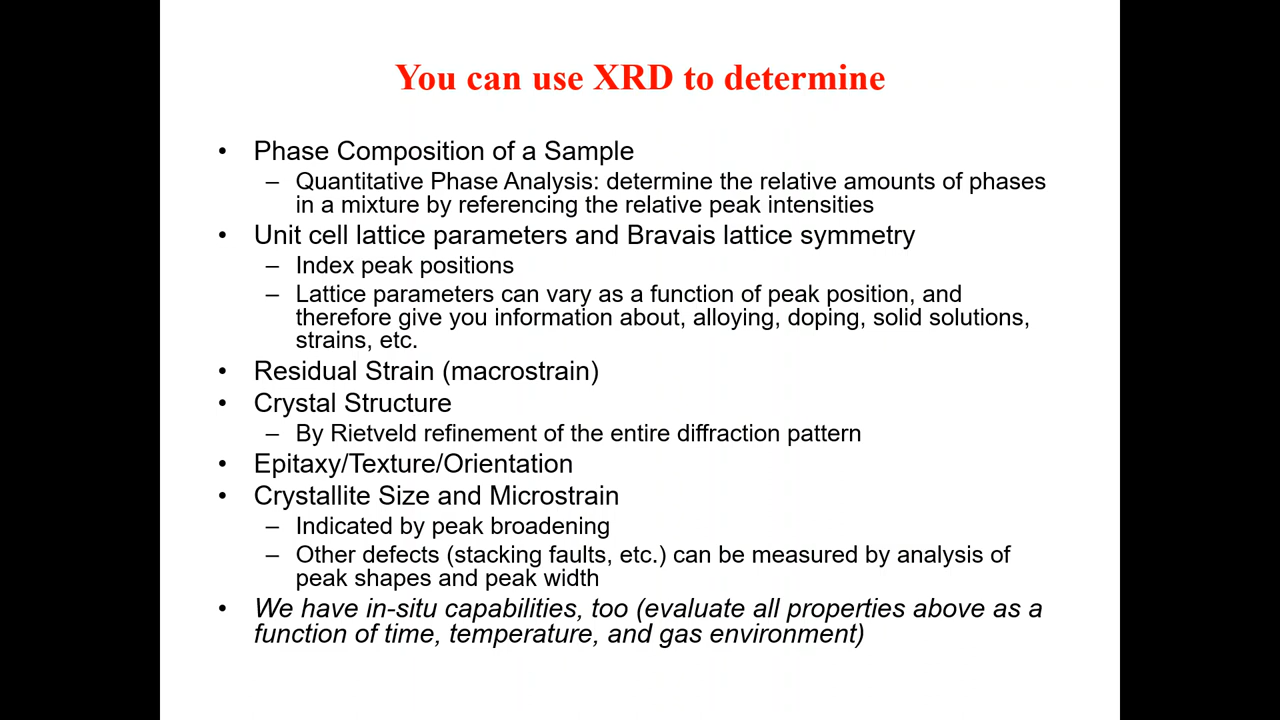 You can use XRD to determine
• Phase Composition of a Sample
– Quantitative Phase Analysis: determine the relative amounts of phases
in a mixture by referencing the relative peak intensities
• Unit cell lattice parameters and Bravais lattice symmetry
– Index peak positions
– Lattice parameters can vary as a function of peak position, and
therefore give you information about, alloying, doping, solid solutions,
strains, etc.
• Residual Strain (macrostrain)
• Crystal Structure
– By Rietveld refinement of the entire diffraction pattern
• Epitaxy/Texture/Orientation
• Crystallite Size and Microstrain
– Indicated by peak broadening
– Other defects (stacking faults, etc.) can be measured by analysis of
peak shapes and peak width
• We have in-situ capabilities, too (evaluate all properties above as a
function of time, temperature, and gas environment)